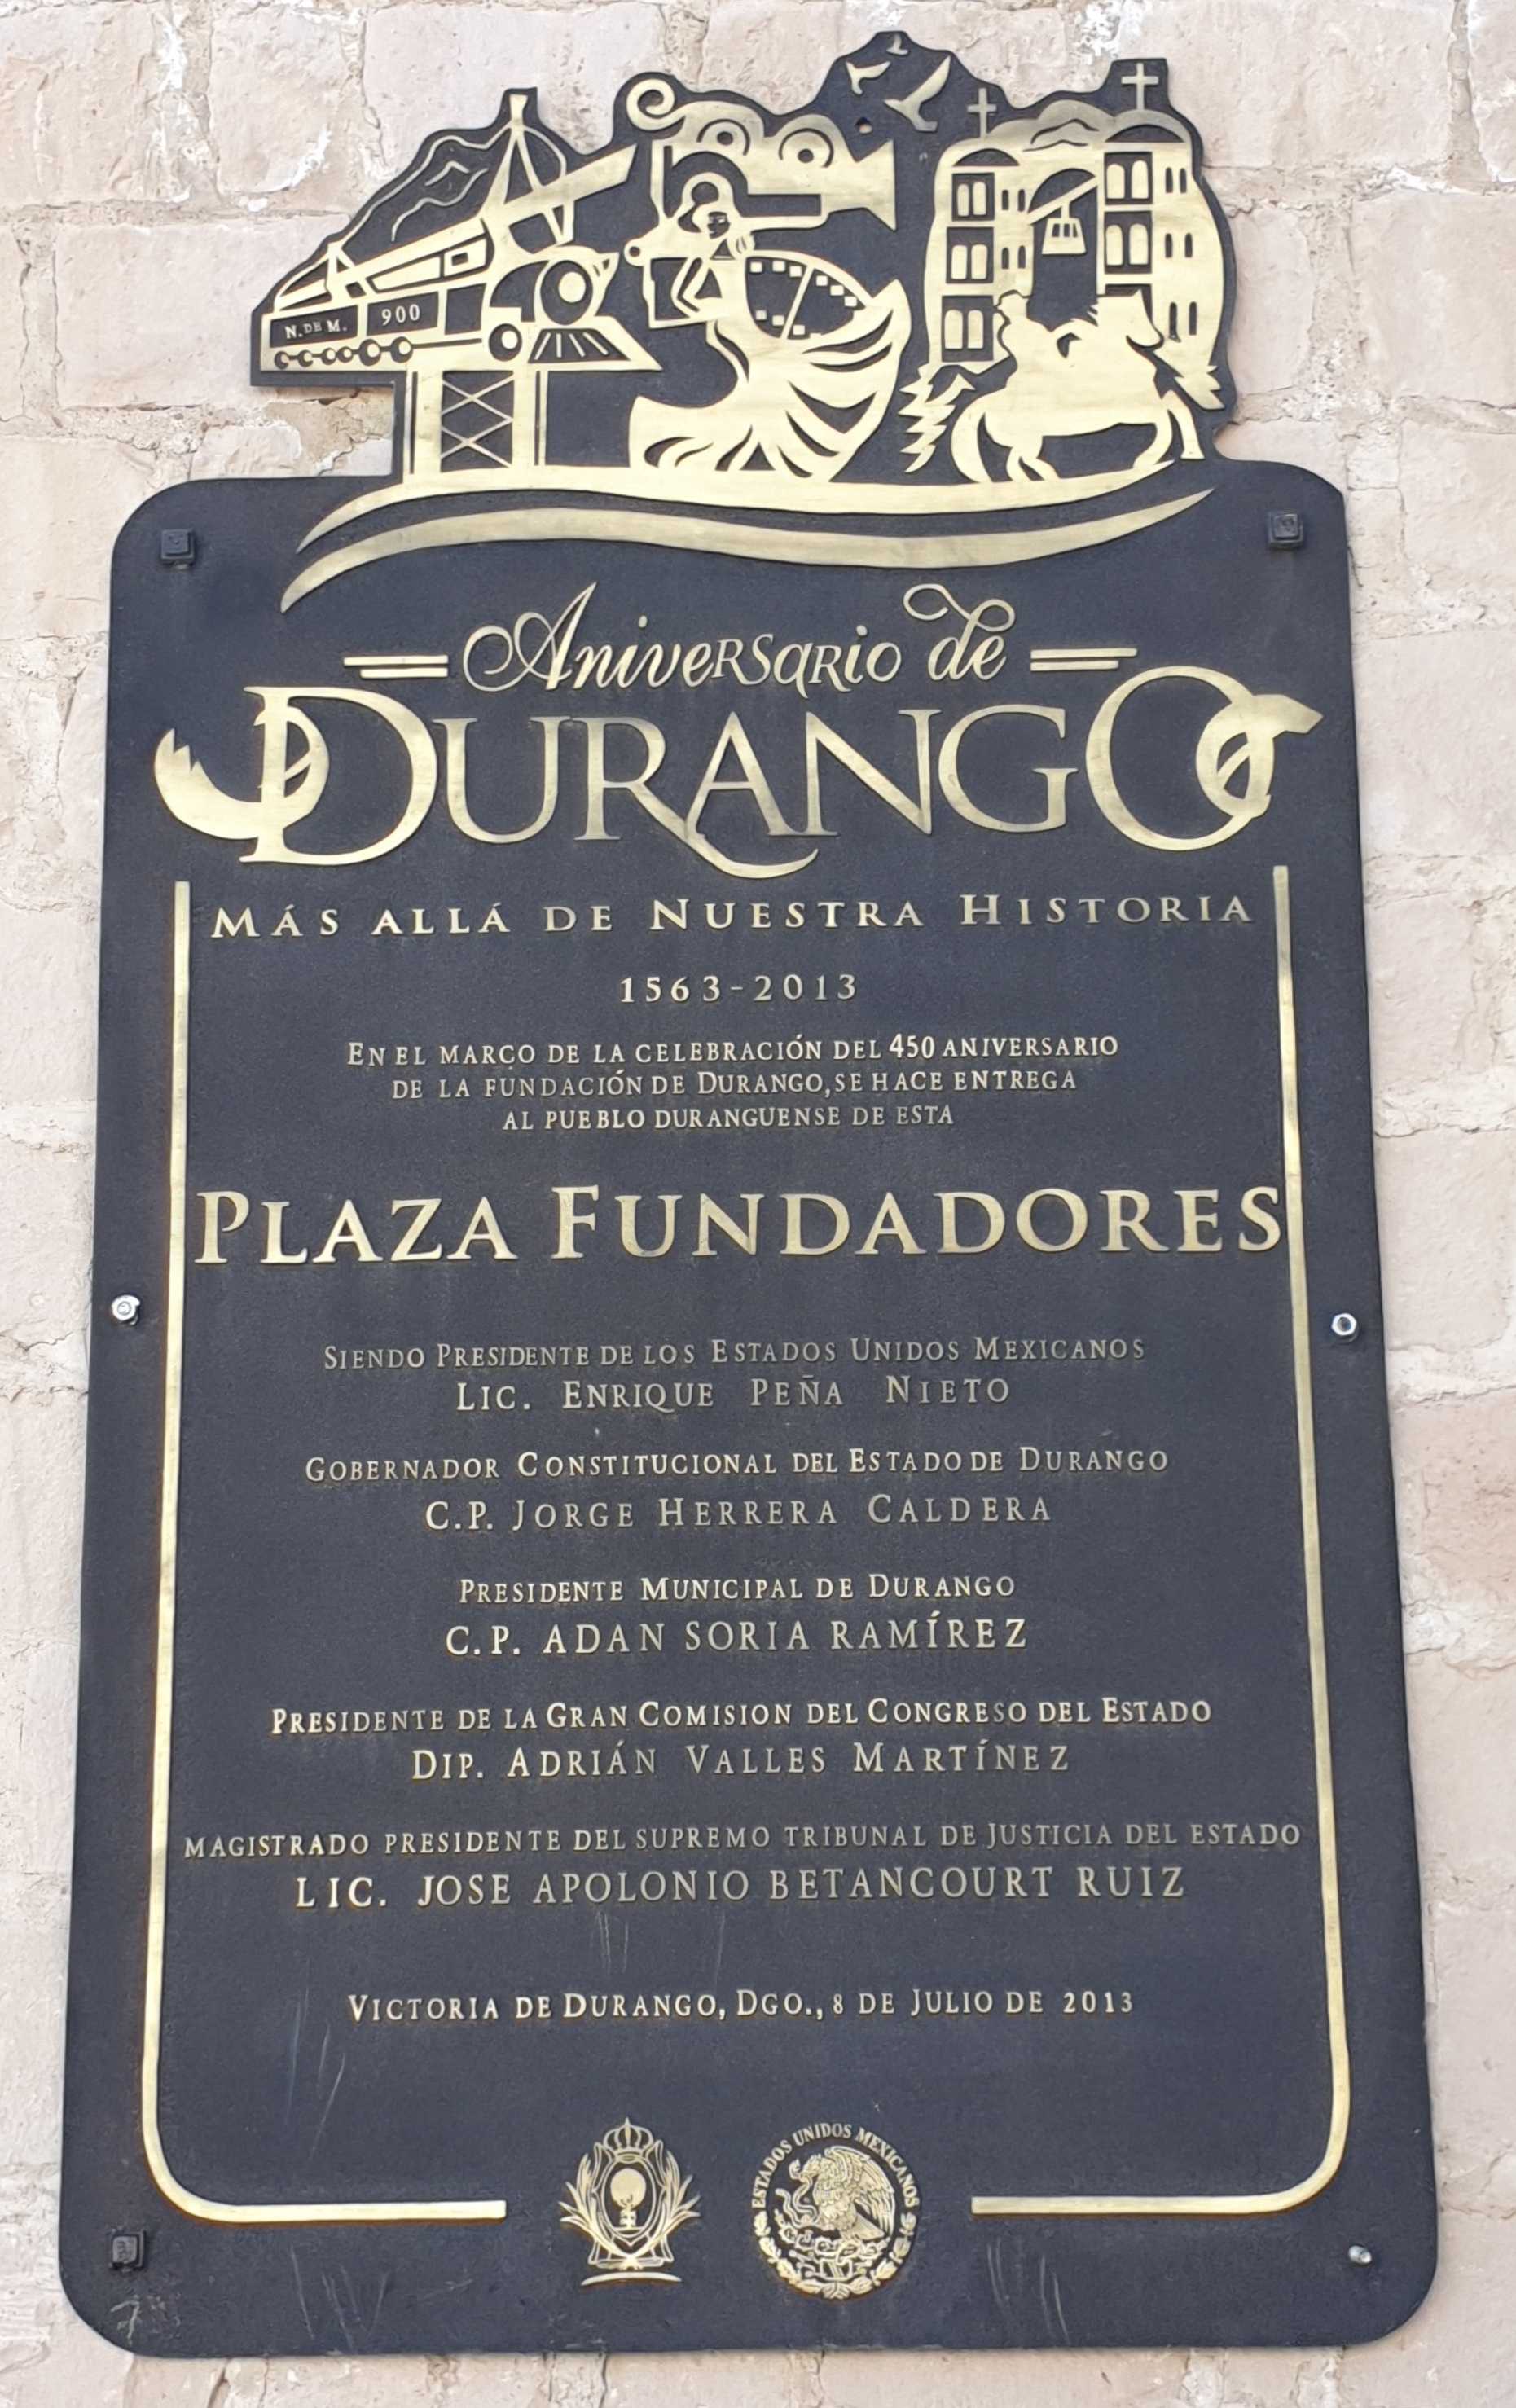 N. DE M. 900
Aniversario de
DURANGO
MÁS ALLÁ DE NUESTRA HISTORIA
1563-2013
EN EL MARCO DE LA CELEBRACIÓN DEL 450 ANIVERSARIO
DE LA FUNDACIÓN DE DURANGO, SE HACE ENTREGA
AL PUEBLO DURANGUENSE DE ESTA
PLAZA FUNDADORES
SIENDO PRESIDENTE DE LOS ESTADOS UNIDOS MEXICANOS
LIC. ENRIQUE PEÑA NIETO
GOBERNADOR CONSTITUCIONAL DEL ESTADO DE DURANGO
C.P. JORGE HERRERA CALDERA
PRESIDENTE MUNICIPAL DE DURANGO
C.P. ADAN SORIA RAMÍREZ
PRESIDENTE DE LA GRAN COMISION DEL CONGRESO DEL ESTADO
DIP. ADRIÁN VALLES MARTÍNEZ
MAGISTRADO PRESIDENTE DEL SUPREMO TRIBUNAL DE JUSTICIA DEL ESTADO
LIC. JOSE APOLONIO BETANCOURT RUIZ
VICTORIA DE DURANGO, DGO., 8 DE JULIO DE 2013
ESTADOS UNIDOS MEXICANOS